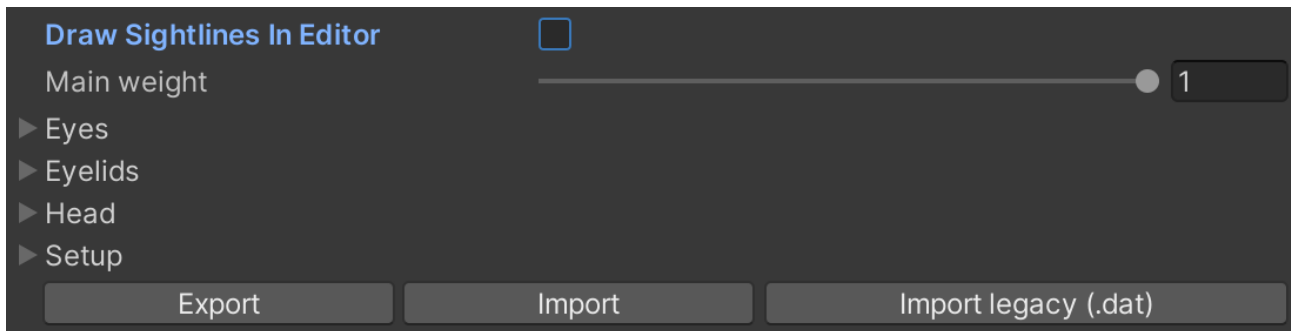 Draw Sightlines In Editor
Main weight 1
Eyes
Eyelids
Head
Setup
Export Import Import legacy (.dat)